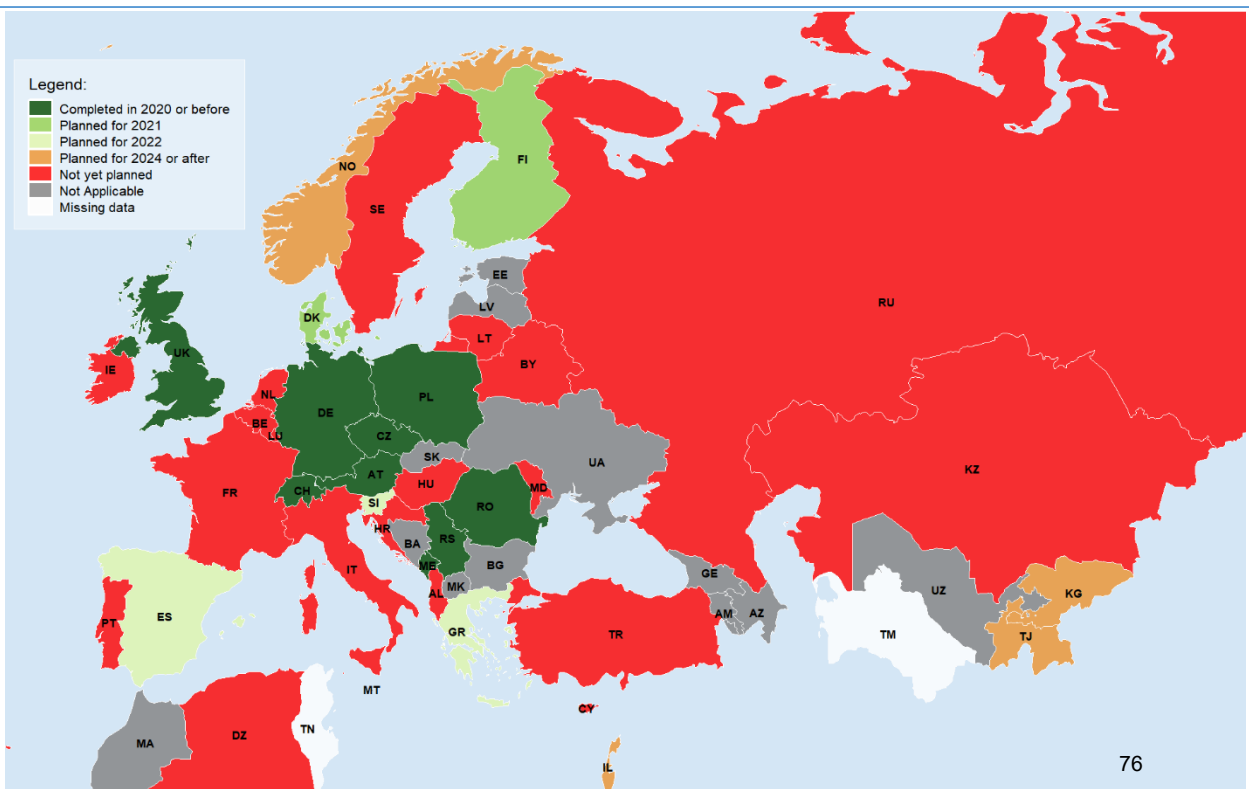 Legend:
Completed in 2020 or before
Planned for 2021
Planned for 2022
Planned for 2024 or after
Not yet planned
Not Applicable
Missing data
NO
FI
SE
EE
RU
LV
DK
LT
UK
BY
IE
NL
PL
DE
BE
LU
CZ
SK
UA
KZ
AT
HU
CH
MD
FR
SI
RO
HR
BA
RS
IT
BG
ME
MK
GE
UZ
KG
AL
AM
AZ
ES
PT
GR
TR
TM
TJ
MT
CY
TN
DZ
MA
76
IL